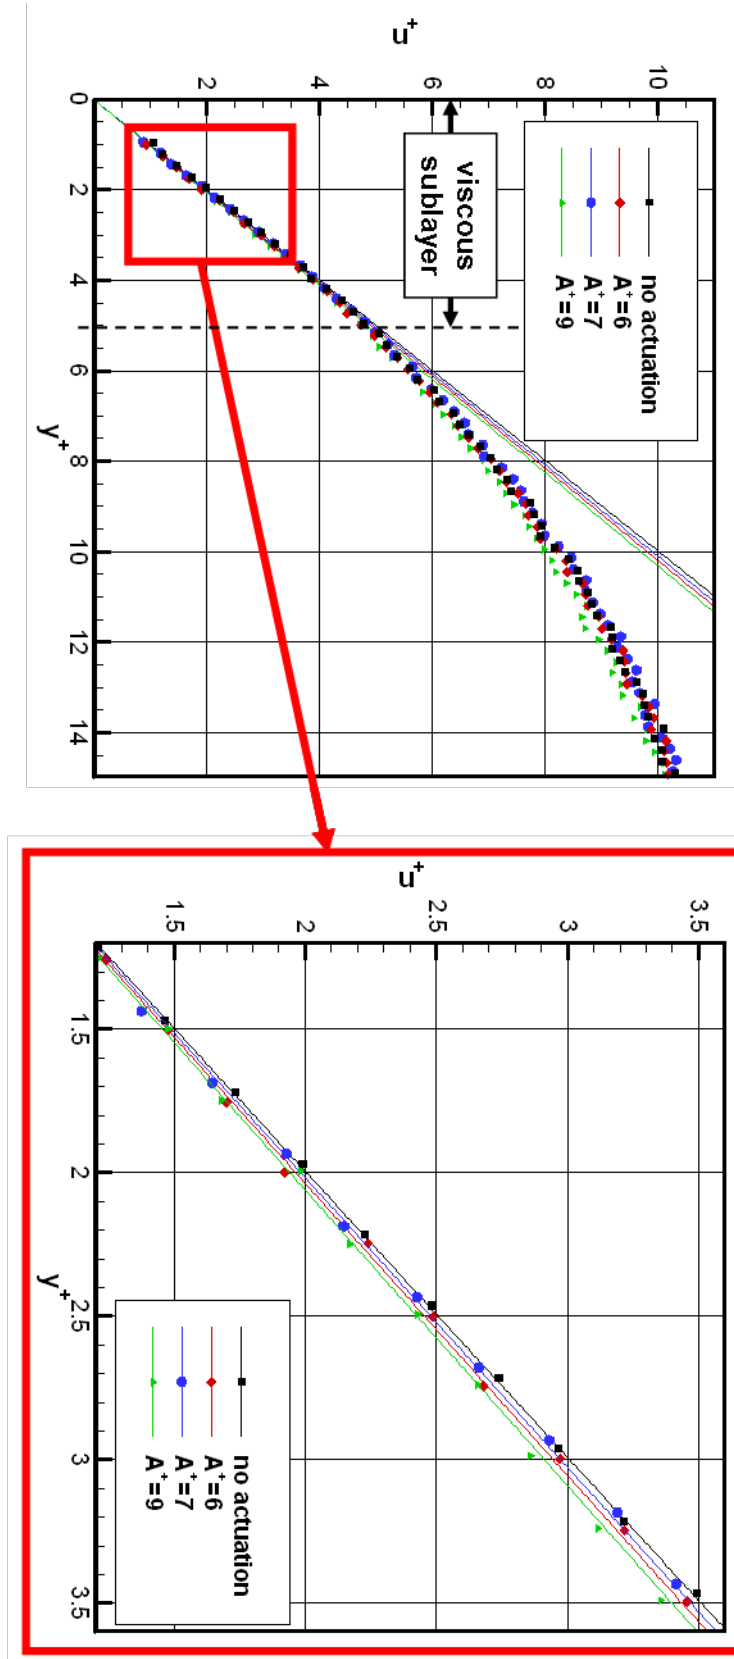 u⁺
10
8
6
4
2
0
no actuation
A⁺=6
A⁺=7
A⁺=9
viscous
sublayer
0
2
4
6
8
10
12
14
y⁺
u⁺
3.5
3
2.5
2
1.5
no actuation
A⁺=6
A⁺=7
A⁺=9
1.5
2
2.5
3
3.5
y⁺